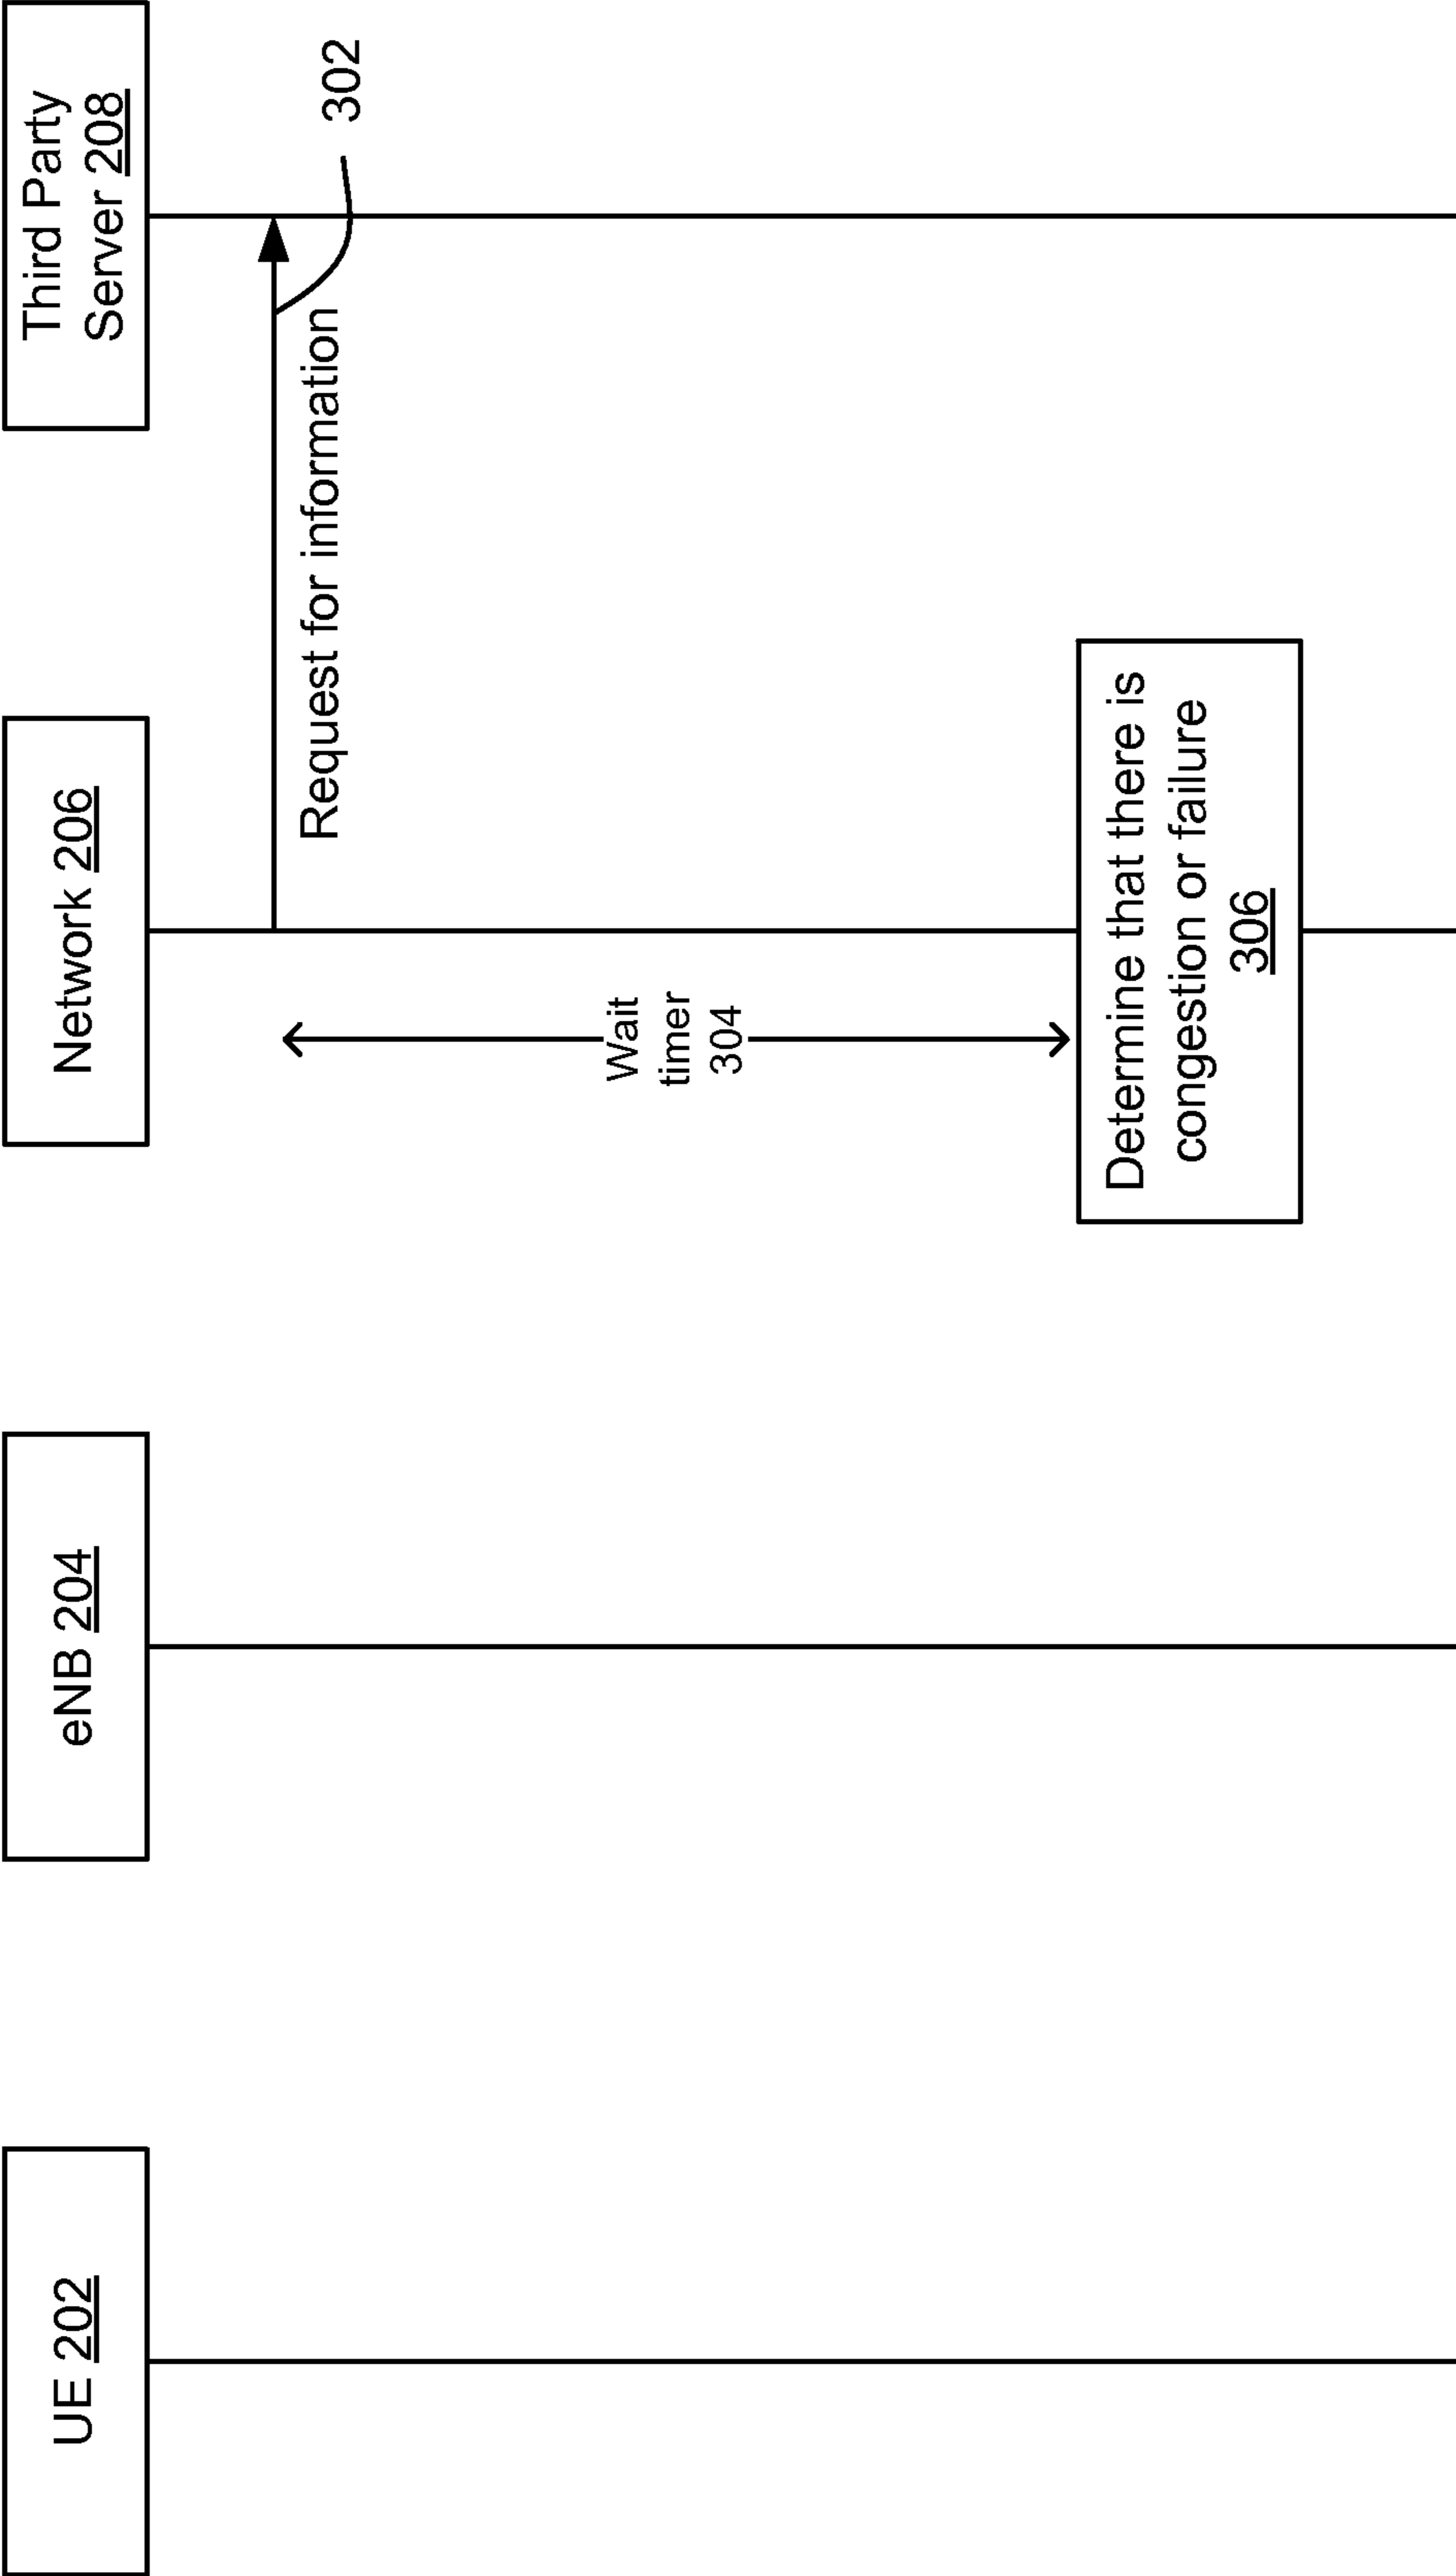 UE 202
eNB 204
Network 206
Third Party
Server 208
302
Request for information
Wait
timer
304
Determine that there is
congestion or failure
306